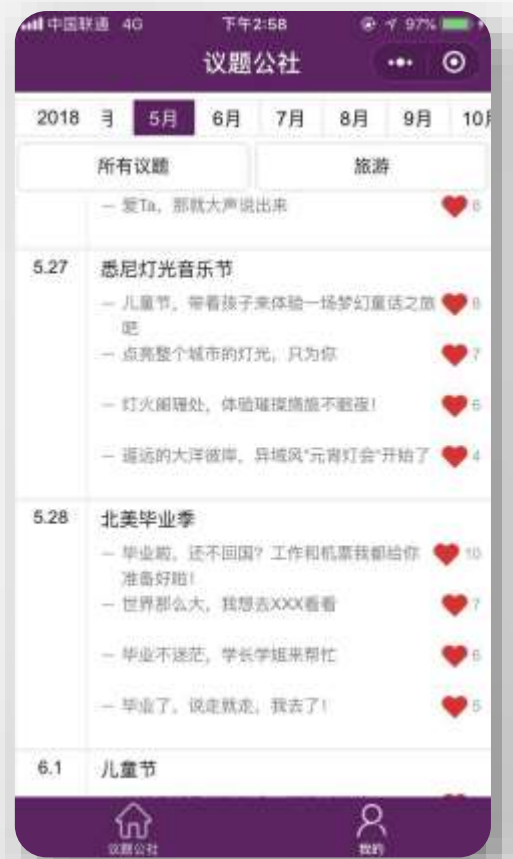 中国联通 4G 下午2:58 97%
议题公社
2018 月 5月 6月 7月 8月 9月 10月
所有议题 旅游
— 爱Ta，那就大声说出来 6
5.27 悉尼灯光音乐节
— 儿童节，带着孩子来体验一场梦幻童话之旅 8
吧
— 点亮整个城市的灯光，只为你 7
— 灯火阑珊处，体验璀璨旖旎不眠夜！ 6
— 遥远的大洋彼岸，异域风"元宵灯会"开始了 4
5.28 北美毕业季
— 毕业啦，还不回国？工作和机票我都给你 10
准备好啦！
— 世界那么大，我想去XXX看看 7
— 毕业不迷茫，学长学姐来帮忙 6
— 毕业了，说走就走，我去了！ 5
6.1 儿童节
议题公社 我的